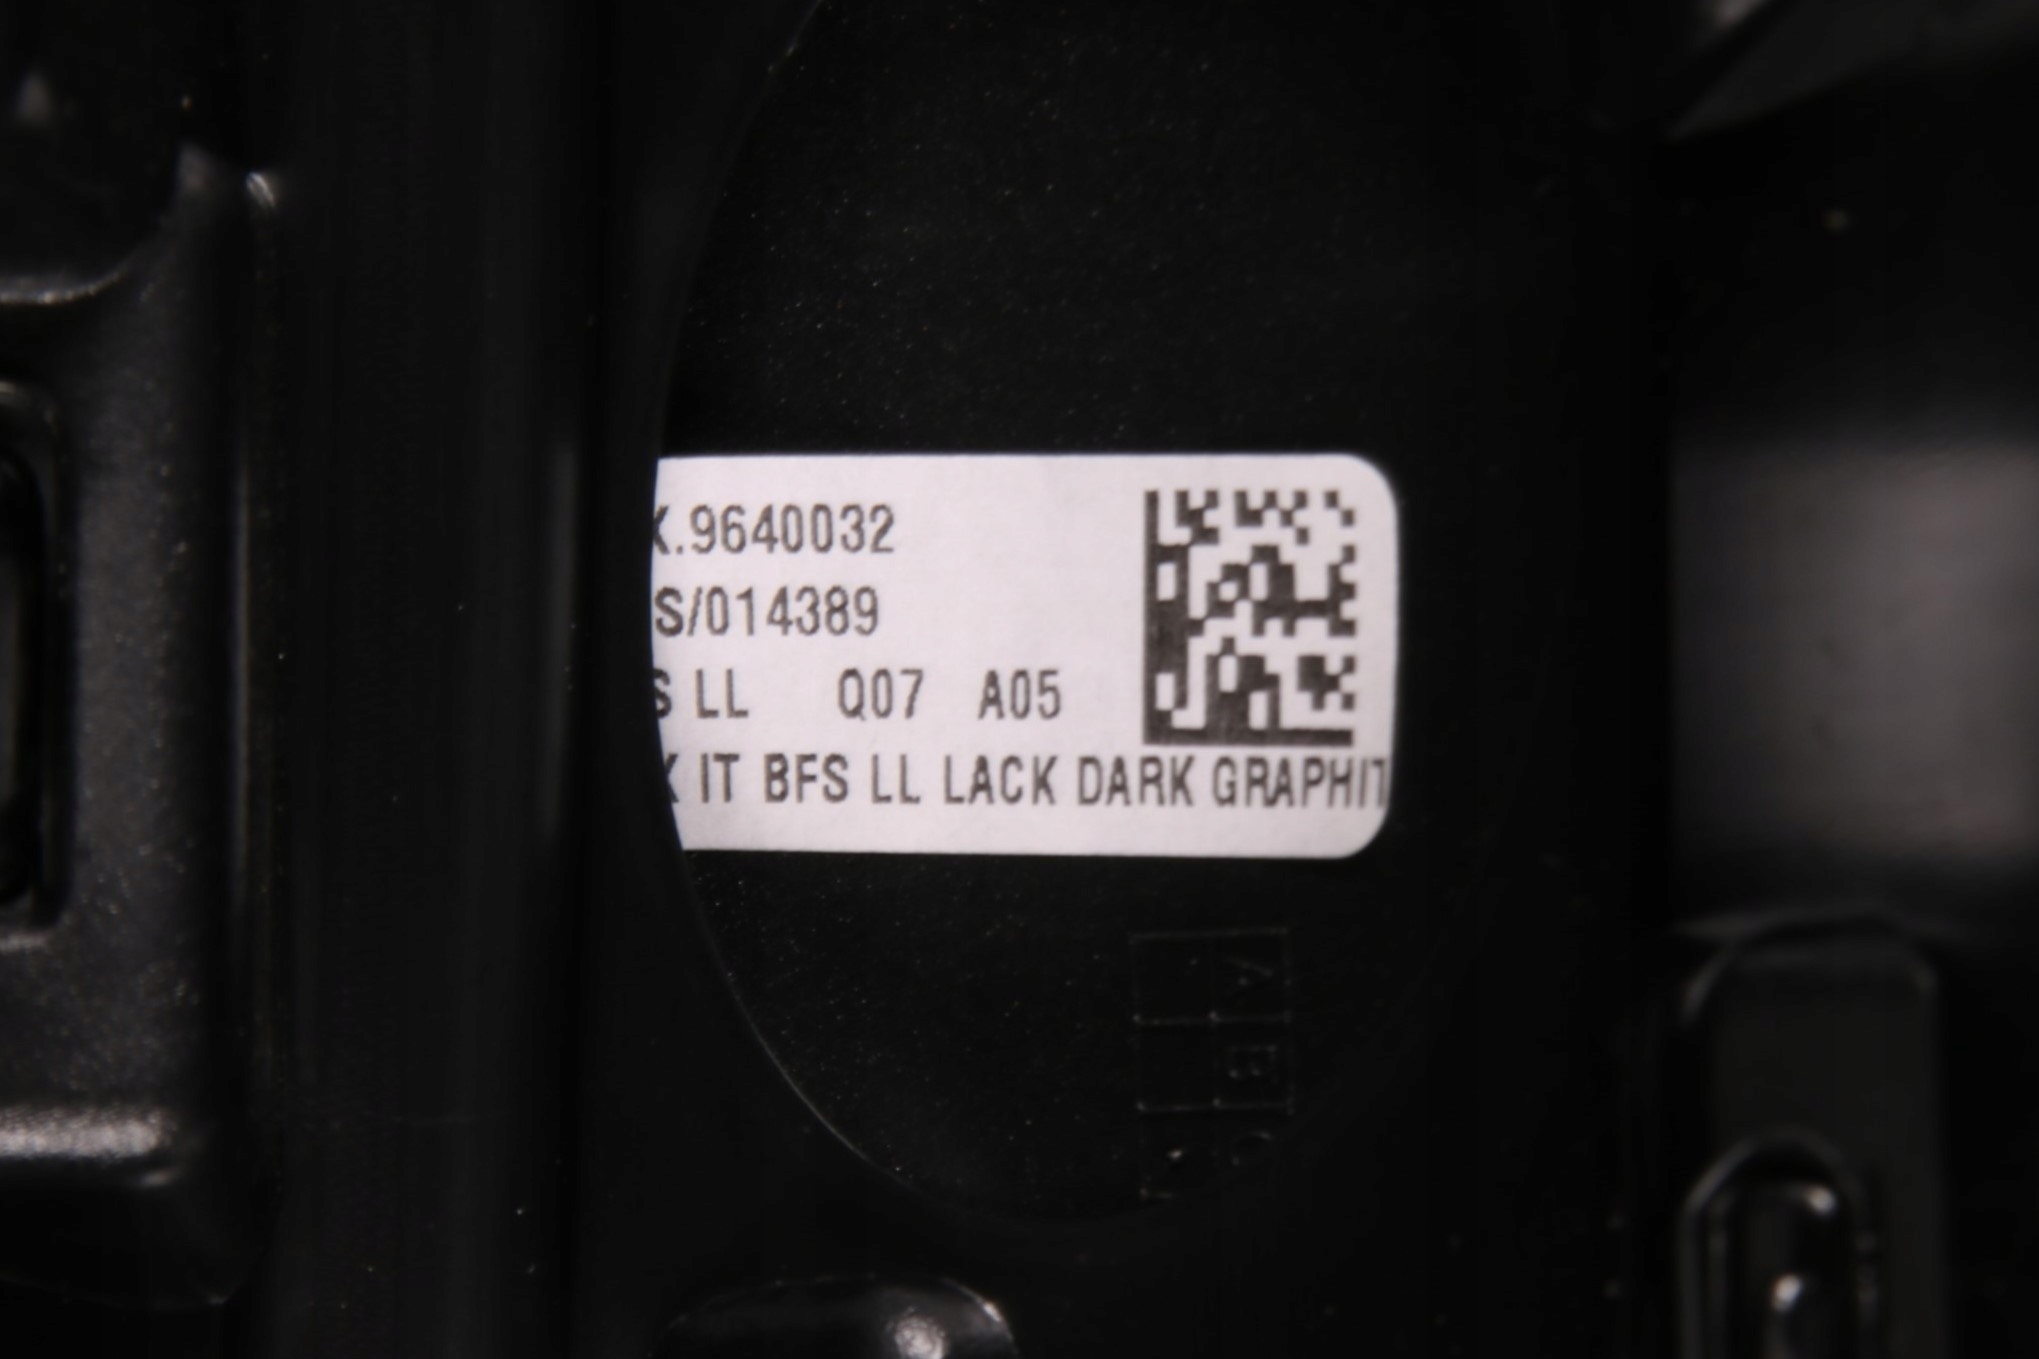 K.9640032
S/014389
S LL Q07 A05
K IT BFS LL LACK DARK GRAPHIT
A
B